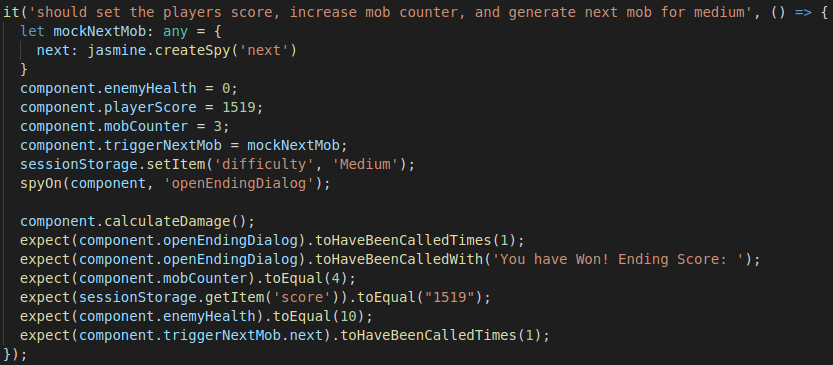 it('should set the players score, increase mob counter, and generate next mob for medium', () => {
  let mockNextMob: any = {
    next: jasmine.createSpy('next')
  }
  component.enemyHealth = 0;
  component.playerScore = 1519;
  component.mobCounter = 3;
  component.triggerNextMob = mockNextMob;
  sessionStorage.setItem('difficulty', 'Medium');
  spyOn(component, 'openEndingDialog');

  component.calculateDamage();
  expect(component.openEndingDialog).toHaveBeenCalledTimes(1);
  expect(component.openEndingDialog).toHaveBeenCalledWith('You have Won! Ending Score: ');
  expect(component.mobCounter).toEqual(4);
  expect(sessionStorage.getItem('score')).toEqual("1519");
  expect(component.enemyHealth).toEqual(10);
  expect(component.triggerNextMob.next).toHaveBeenCalledTimes(1);
});